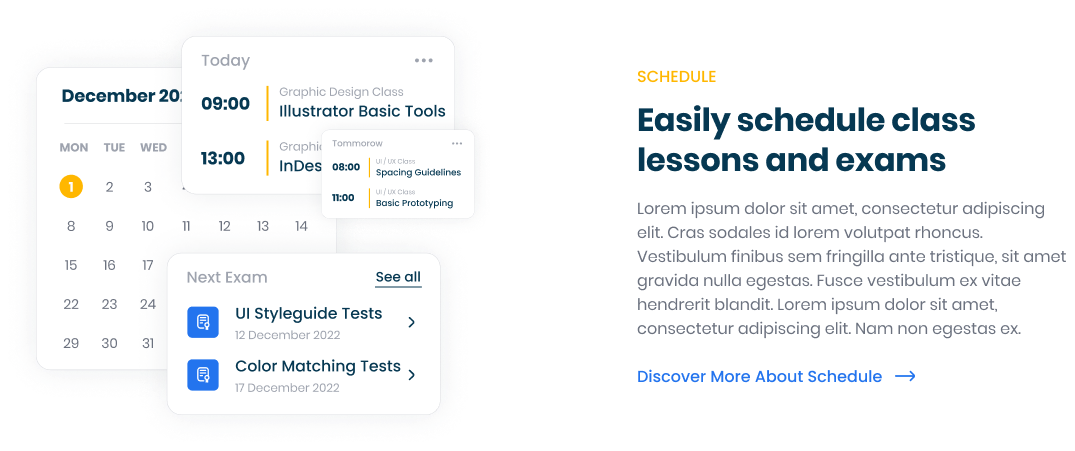 December 202
MON TUE WED
1 2 3
8 9 10 11 12 13 14
15 16 17
22 23 24
29 30 31
Today
09:00
Graphic Design Class
Illustrator Basic Tools
13:00
Tommorow
08:00
UI / UX Class
Spacing Guidelines
11:00
UI / UX Class
Basic Prototyping
Next Exam
See all
UI Styleguide Tests
12 December 2022
Color Matching Tests
17 December 2022
SCHEDULE
Easily schedule class
lessons and exams
Lorem ipsum dolor sit amet, consectetur adipiscing
elit. Cras sodales id lorem volutpat rhoncus.
Vestibulum finibus sem fringilla ante tristique, sit amet
gravida nulla egestas. Fusce vestibulum ex vitae
hendrerit blandit. Lorem ipsum dolor sit amet,
consectetur adipiscing elit. Nam non egestas ex.
Discover More About Schedule